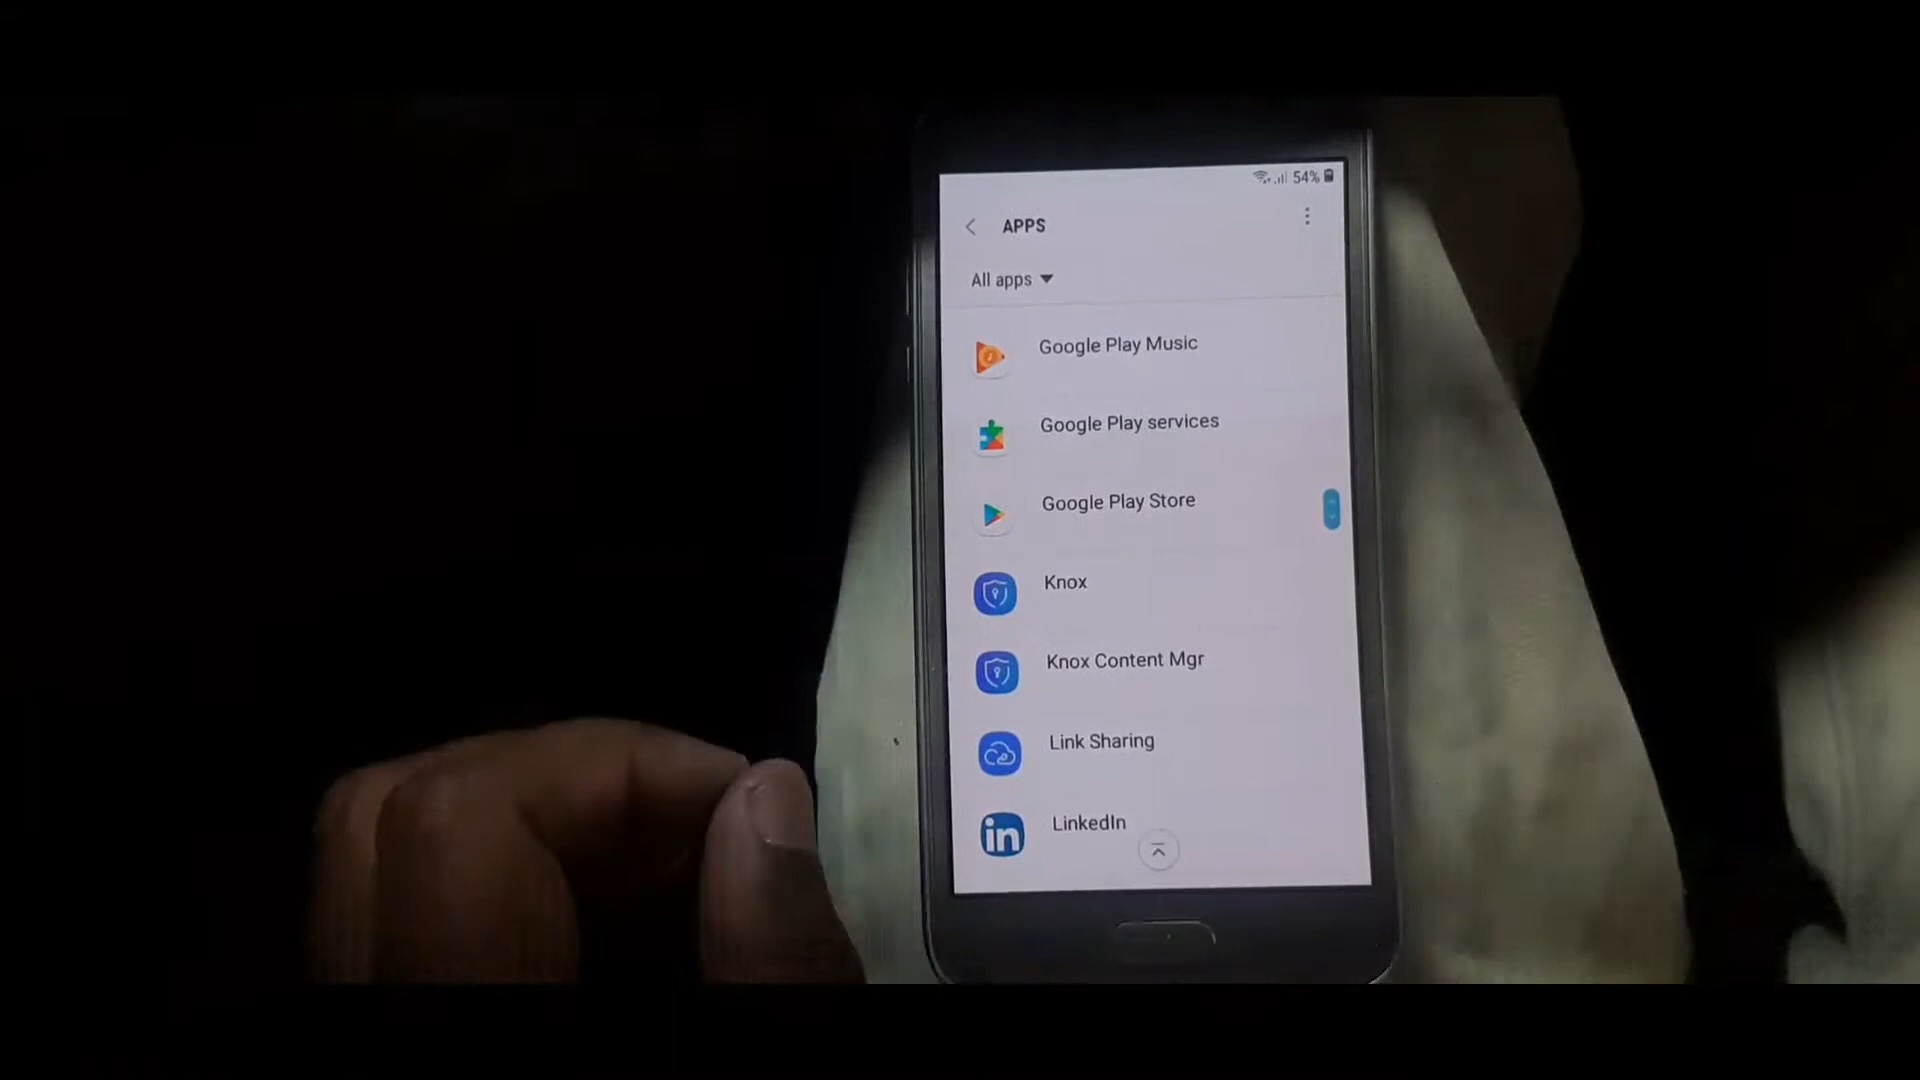 54%
APPS
All apps
Google Play Music
Google Play services
Google Play Store
Knox
Knox Content Mgr
Link Sharing
in LinkedIn